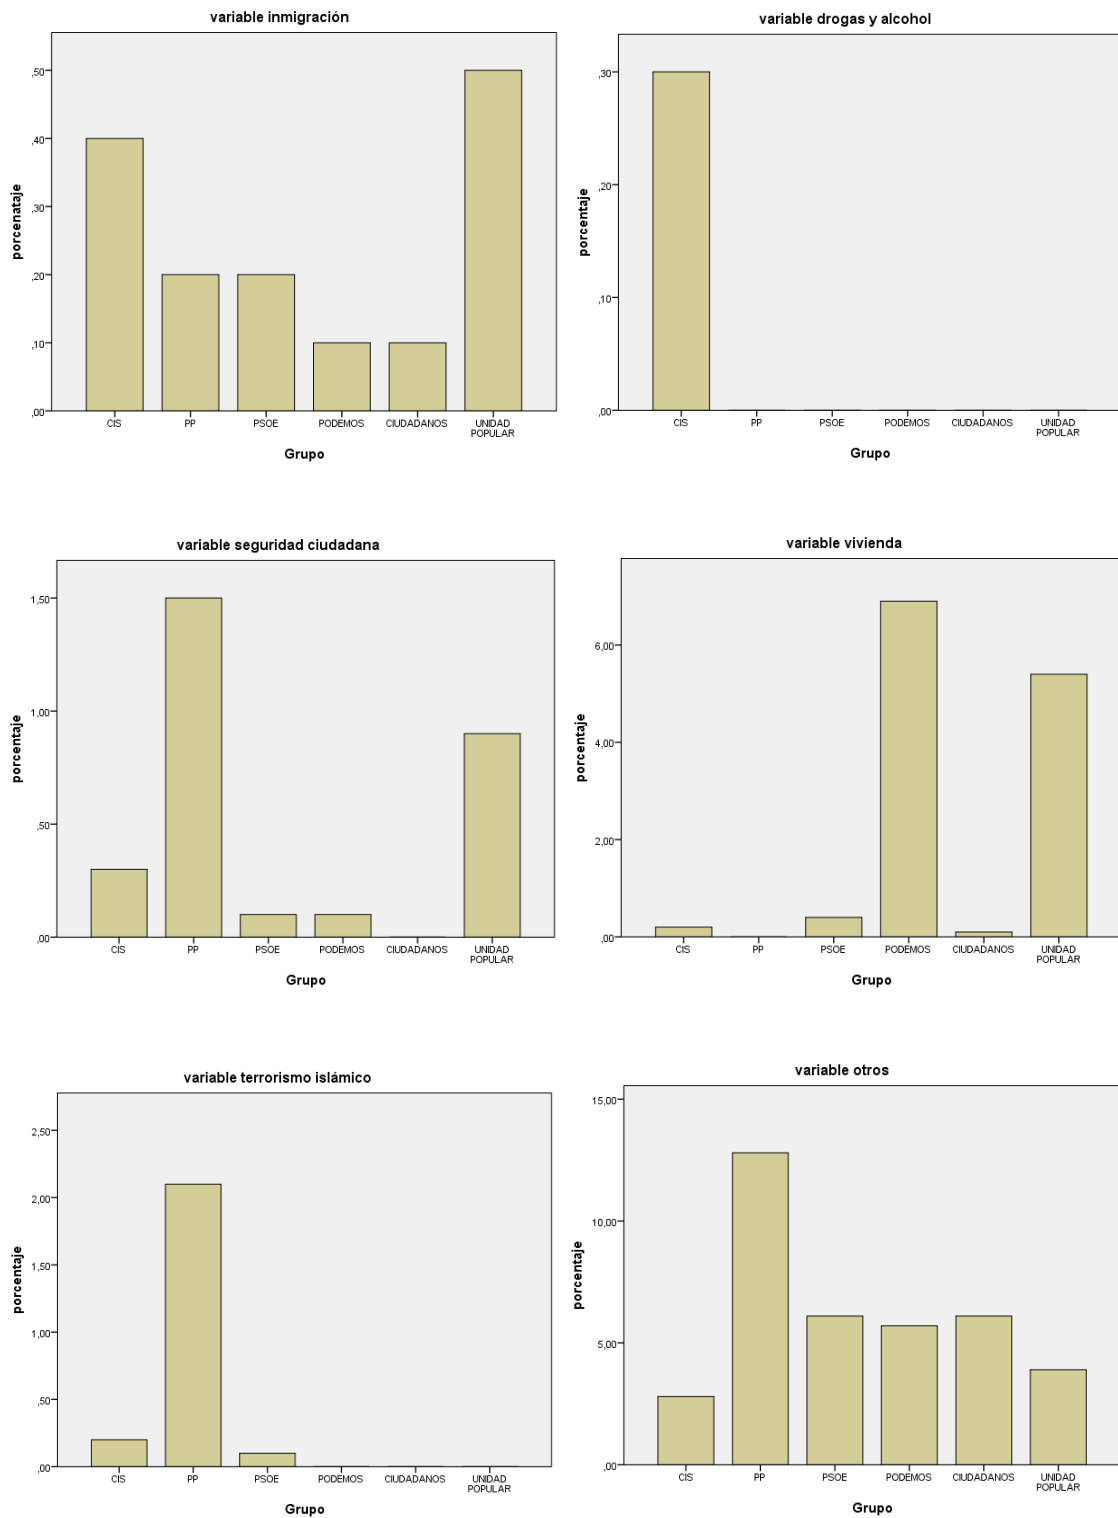 variable inmigración
porcenataje
,50
,40
,30
,20
,10
,00
CIS PP PSOE PODEMOS CIUDADANOS UNIDAD
POPULAR
Grupo
variable drogas y alcohol
porcentaje
,30
,20
,10
,00
CIS PP PSOE PODEMOS CIUDADANOS UNIDAD
POPULAR
Grupo
variable seguridad ciudadana
porcentaje
1,50
1,00
,50
,00
CIS PP PSOE PODEMOS CIUDADANOS UNIDAD
POPULAR
Grupo
variable vivienda
porcentaje
6,00
4,00
2,00
,00
CIS PP PSOE PODEMOS CIUDADANOS UNIDAD
POPULAR
Grupo
variable terrorismo islámico
porcentaje
2,50
2,00
1,50
1,00
,50
,00
CIS PP PSOE PODEMOS CIUDADANOS UNIDAD
POPULAR
Grupo
variable otros
porcentaje
15,00
10,00
5,00
,00
CIS PP PSOE PODEMOS CIUDADANOS UNIDAD
POPULAR
Grupo